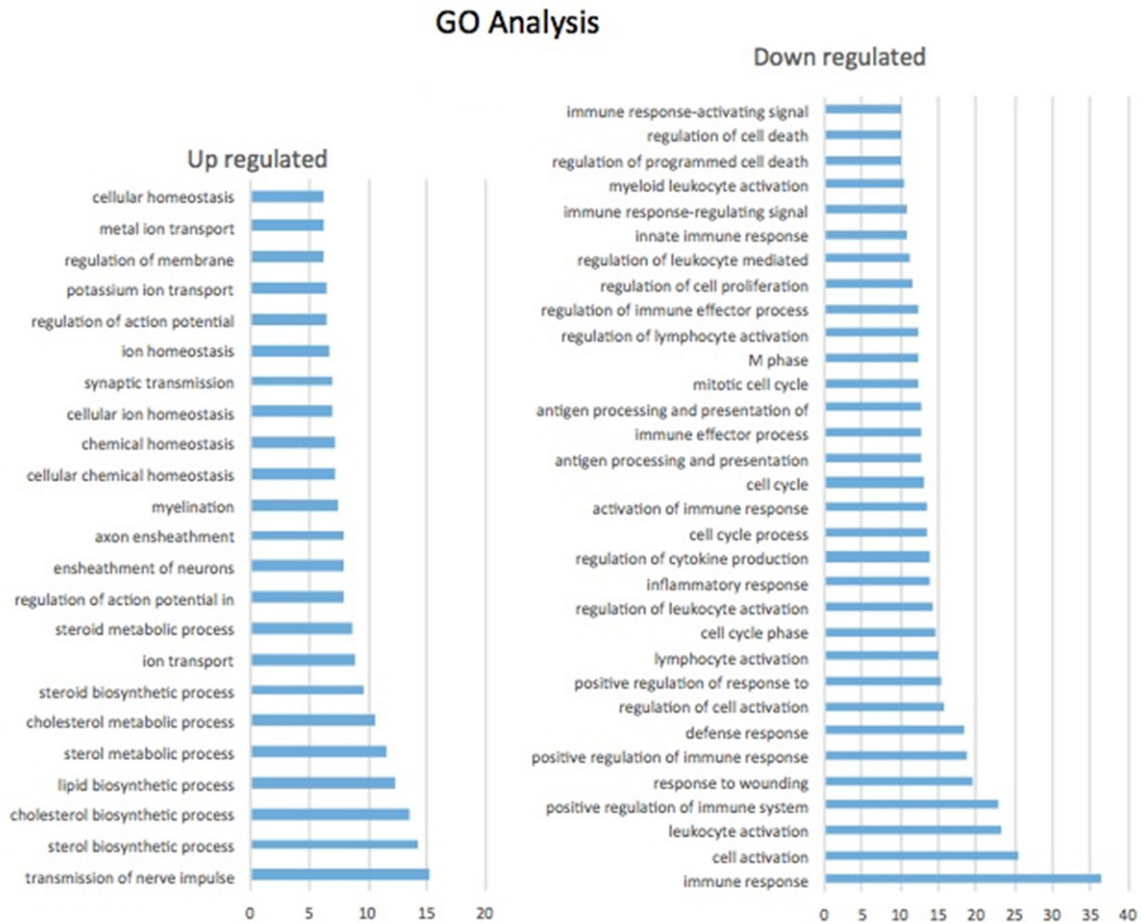 GO Analysis
Up regulated
cellular homeostasis
metal ion transport
regulation of membrane
potassium ion transport
regulation of action potential
ion homeostasis
synaptic transmission
cellular ion homeostasis
chemical homeostasis
cellular chemical homeostasis
myelination
axon ensheathment
ensheathment of neurons
regulation of action potential in
steroid metabolic process
ion transport
steroid biosynthetic process
cholesterol metabolic process
sterol metabolic process
lipid biosynthetic process
cholesterol biosynthetic process
sterol biosynthetic process
transmission of nerve impulse
0 5 10 15 20
Down regulated
immune response-activating signal
regulation of cell death
regulation of programmed cell death
myeloid leukocyte activation
immune response-regulating signal
innate immune response
regulation of leukocyte mediated
regulation of cell proliferation
regulation of immune effector process
regulation of lymphocyte activation
M phase
mitotic cell cycle
antigen processing and presentation of
immune effector process
antigen processing and presentation
cell cycle
activation of immune response
cell cycle process
regulation of cytokine production
inflammatory response
regulation of leukocyte activation
cell cycle phase
lymphocyte activation
positive regulation of response to
regulation of cell activation
defense response
positive regulation of immune response
response to wounding
positive regulation of immune system
leukocyte activation
cell activation
immune response
0 5 10 15 20 25 30 35 40